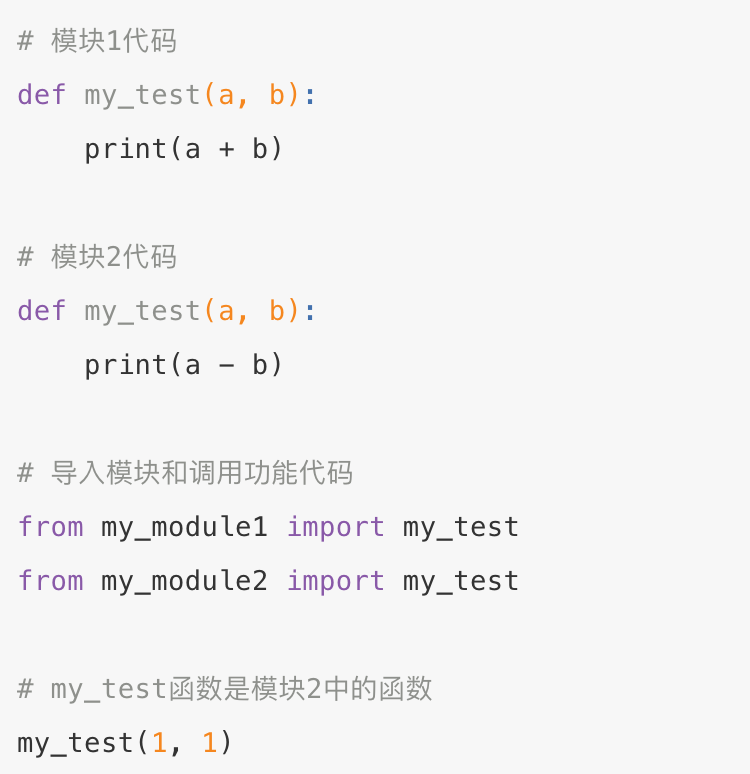 # 模块1代码
def my_test(a, b):
    print(a + b)

# 模块2代码
def my_test(a, b):
    print(a - b)

# 导入模块和调用功能代码
from my_module1 import my_test
from my_module2 import my_test

# my_test函数是模块2中的函数
my_test(1, 1)